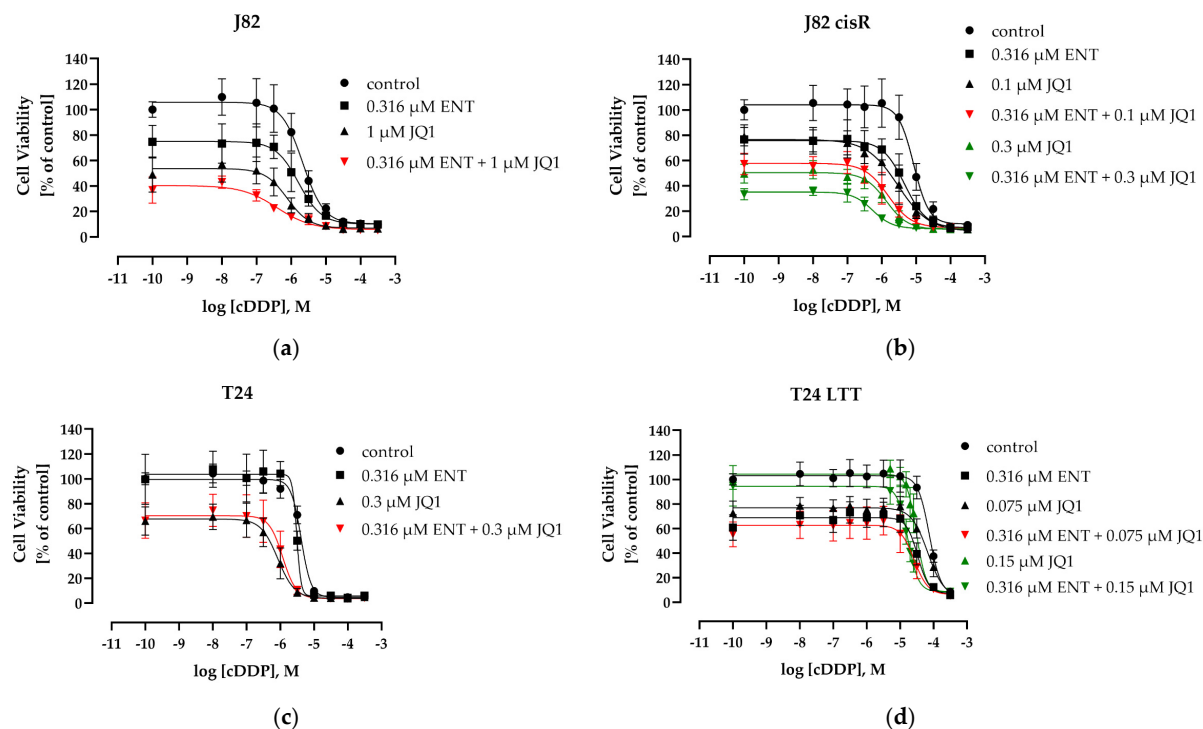 J82
Cell Viability
[% of control]
140
120
100
80
60
40
20
0
-11 -10 -9 -8 -7 -6 -5 -4 -3
log [cDDP], M
control
0.316 µM ENT
1 µM JQ1
0.316 µM ENT + 1 µM JQ1
(a)
J82 cisR
Cell Viability
[% of control]
140
120
100
80
60
40
20
0
-11 -10 -9 -8 -7 -6 -5 -4 -3
log [cDDP], M
control
0.316 µM ENT
0.1 µM JQ1
0.316 µM ENT + 0.1 µM JQ1
0.3 µM JQ1
0.316 µM ENT + 0.3 µM JQ1
(b)
T24
Cell Viability
[% of control]
140
120
100
80
60
40
20
0
-11 -10 -9 -8 -7 -6 -5 -4 -3
log [cDDP], M
control
0.316 µM ENT
0.3 µM JQ1
0.316 µM ENT + 0.3 µM JQ1
(c)
T24 LTT
Cell Viability
[% of control]
140
120
100
80
60
40
20
0
-11 -10 -9 -8 -7 -6 -5 -4 -3
log [cDDP], M
control
0.316 µM ENT
0.075 µM JQ1
0.316 µM ENT + 0.075 µM JQ1
0.15 µM JQ1
0.316 µM ENT + 0.15 µM JQ1
(d)